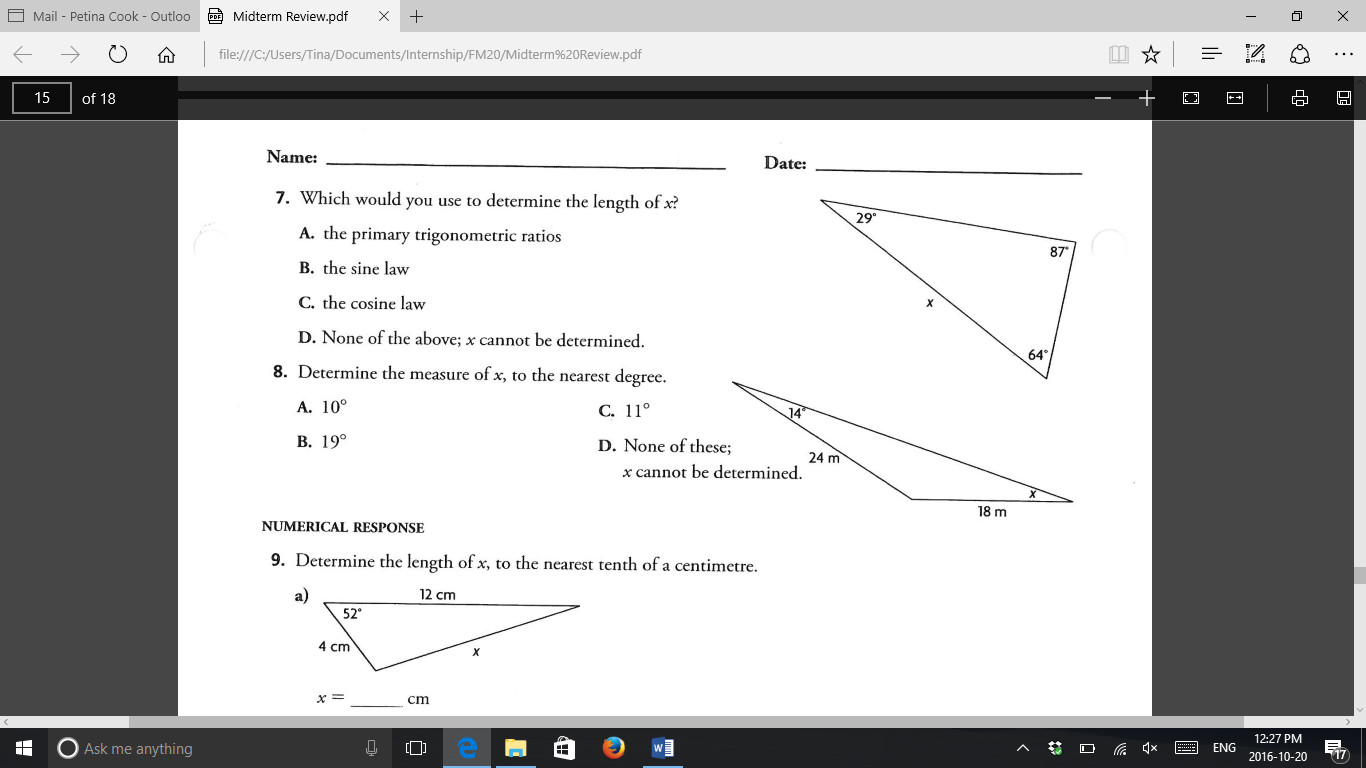 Mail - Petina Cook - Outloo
Midterm Review.pdf
file:///C:/Users/Tina/Documents/Internship/FM20/Midterm%20Review.pdf
15 of 18
Name: Date:
7. Which would you use to determine the length of x?
A. the primary trigonometric ratios
B. the sine law
C. the cosine law
D. None of the above; x cannot be determined.
29°
87°
x
64°
8. Determine the measure of x, to the nearest degree.
A. 10°
B. 19°
C. 11°
D. None of these;
x cannot be determined.
14°
24 m
x
18 m
NUMERICAL RESPONSE
9. Determine the length of x, to the nearest tenth of a centimetre.
a)
12 cm
52°
4 cm
x
x = ______ cm
Ask me anything
ENG
12:27 PM
2016-10-20
17